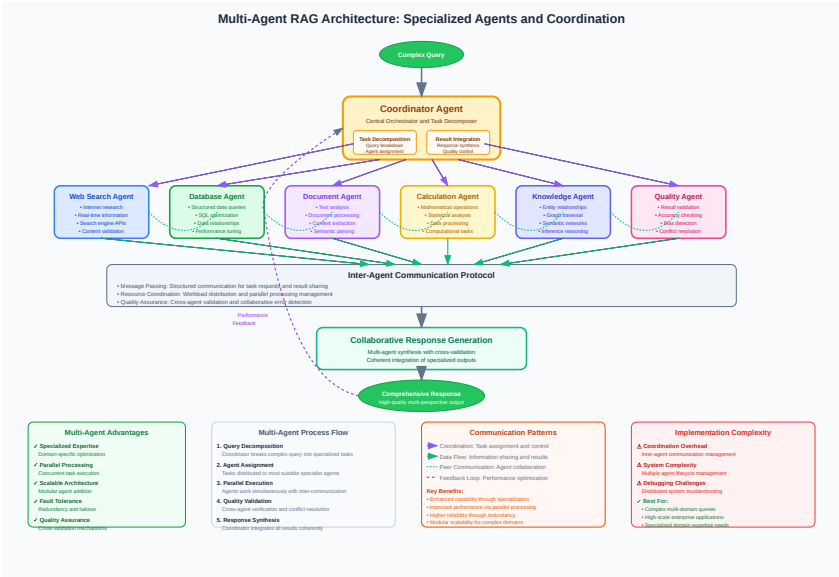 Multi-Agent RAG Architecture: Specialized Agents and Coordination
Complex Query
Coordinator Agent
Central Orchestrator and Task Decomposer
Task Decomposition
Query breakdown
Agent assignment
Result Integration
Response synthesis
Quality control
Web Search Agent
• Internet research
• Real-time information
• Search engine APIs
• Content validation
Database Agent
• Structured data queries
• SQL optimization
• Data relationships
• Performance tuning
Document Agent
• Text analysis
• Document processing
• Content extraction
• Semantic parsing
Calculation Agent
• Mathematical operations
• Statistical analysis
• Data processing
• Computational tasks
Knowledge Agent
• Entity relationships
• Graph traversal
• Semantic networks
• Inference reasoning
Quality Agent
• Result validation
• Accuracy checking
• Bias detection
• Conflict resolution
Inter-Agent Communication Protocol
• Message Passing: Structured communication for task requests and result sharing
• Resource Coordination: Workload distribution and parallel processing management
• Quality Assurance: Cross-agent validation and collaborative error detection
Performance
Feedback
Collaborative Response Generation
Multi-agent synthesis with cross-validation
Coherent integration of specialized outputs
Comprehensive Response
High-quality multi-perspective output
Multi-Agent Advantages
✓ Specialized Expertise
Domain-specific optimization
✓ Parallel Processing
Concurrent task execution
✓ Scalable Architecture
Modular agent addition
✓ Fault Tolerance
Redundancy and failover
✓ Quality Assurance
Cross-validation mechanisms
Multi-Agent Process Flow
1. Query Decomposition
Coordinator breaks complex query into specialized tasks
2. Agent Assignment
Tasks distributed to most suitable specialist agents
3. Parallel Execution
Agents work simultaneously with inter-communication
4. Quality Validation
Cross-agent verification and conflict resolution
5. Response Synthesis
Coordinator integrates all results coherently
Communication Patterns
Coordination: Task assignment and control
Data Flow: Information sharing and results
Peer Communication: Agent collaboration
Feedback Loop: Performance optimization
Key Benefits:
• Enhanced capability through specialization
• Improved performance via parallel processing
• Higher reliability through redundancy
• Modular scalability for complex domains
Implementation Complexity
⚠ Coordination Overhead
Inter-agent communication management
⚠ System Complexity
Multiple agent lifecycle management
⚠ Debugging Challenges
Distributed system troubleshooting
✓ Best For:
• Complex multi-domain queries
• High-scale enterprise applications
• Specialized domain expertise needs